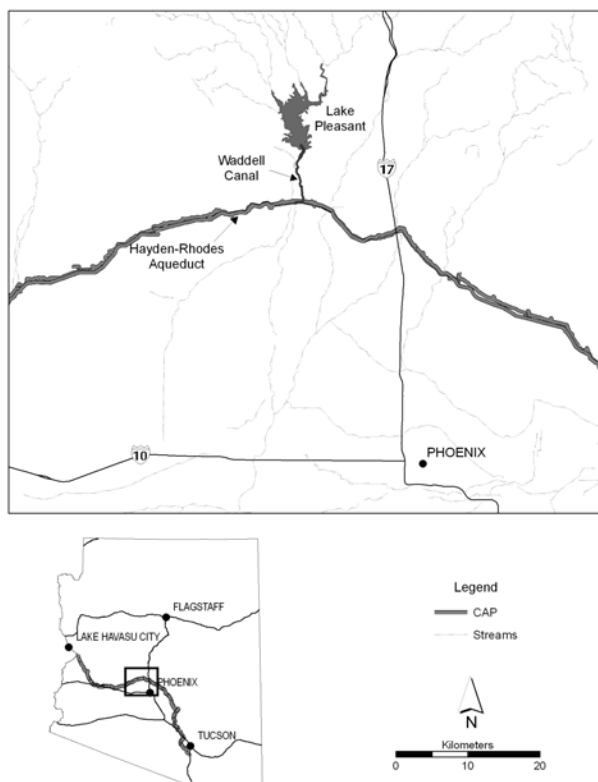 Lake
Pleasant
Waddell
Canal
17
Hayden-Rhodes
Aqueduct
10
PHOENIX
FLAGSTAFF
LAKE HAVASU CITY
PHOENIX
TUCSON
Legend
CAP
Streams
N
Kilometers
0 5 10 20